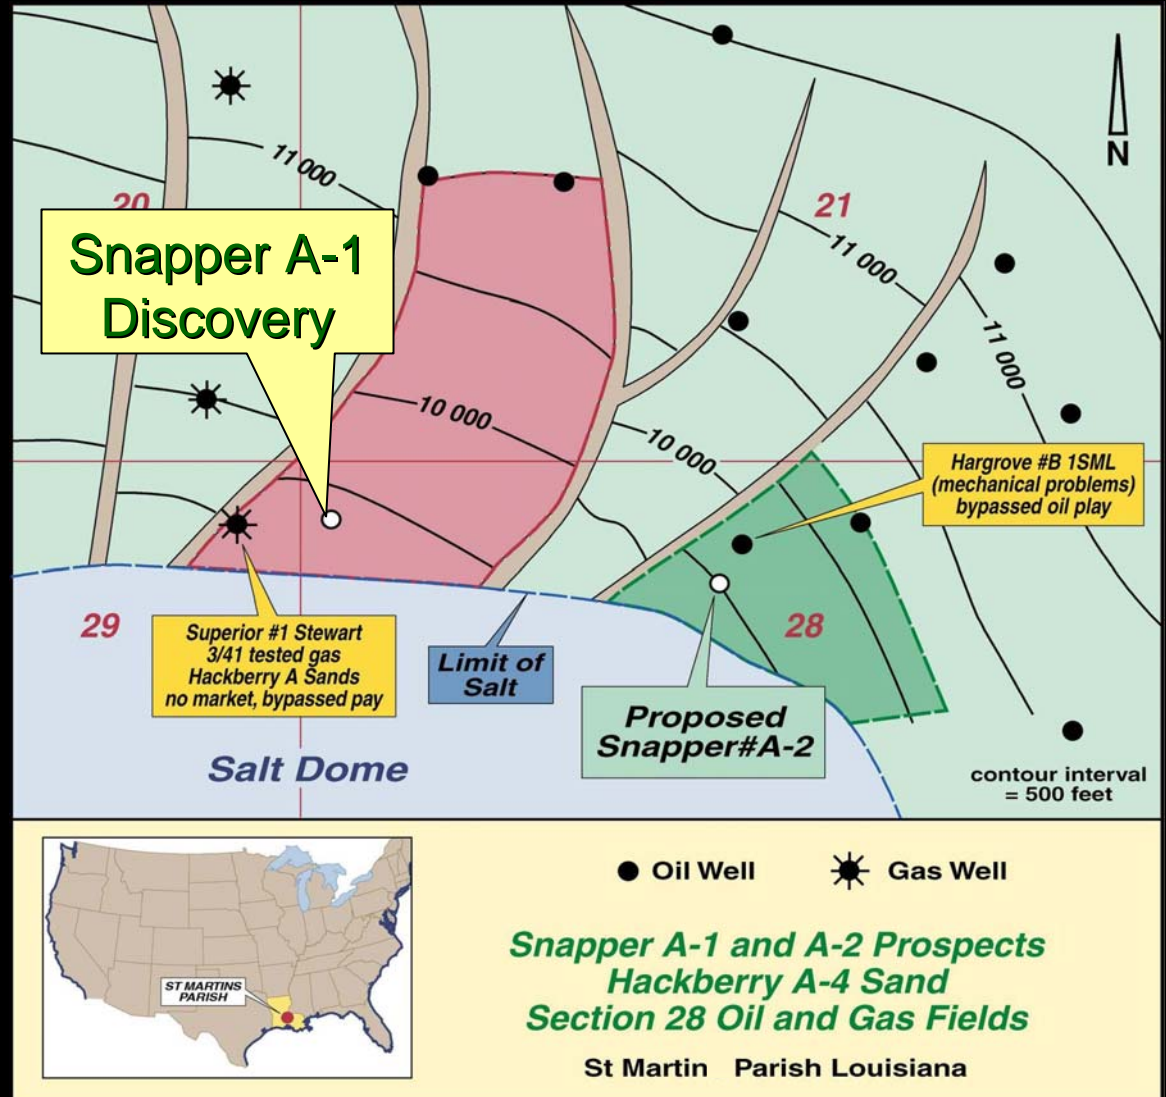 11 000
N
20
21
Snapper A-1
Discovery
11 000
11 000
10 000
10 000
Hargrove #B 1SML
(mechanical problems)
bypassed oil play
29
28
Superior #1 Stewart
3/41 tested gas
Hackberry A Sands
no market, bypassed pay
Limit of
Salt
Proposed
Snapper#A-2
Salt Dome
contour interval
= 500 feet
Oil Well
Gas Well
Snapper A-1 and A-2 Prospects
Hackberry A-4 Sand
Section 28 Oil and Gas Fields
St Martin Parish Louisiana
ST MARTINS
PARISH